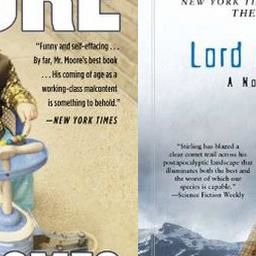 "Funny and self-effacing . . .
By far, Mr. Moore's best book
. . . His coming of age as a
working-class malcontent
is something to behold."
—NEW YORK TIMES
NEW YORK TIM
THE
Lord
A No
"Stirling has blazed a
clear comet trail across his
postapocalyptic landscape that
illuminates both the best and
the worst of which our
species is capable."
—Science Fiction Weekly